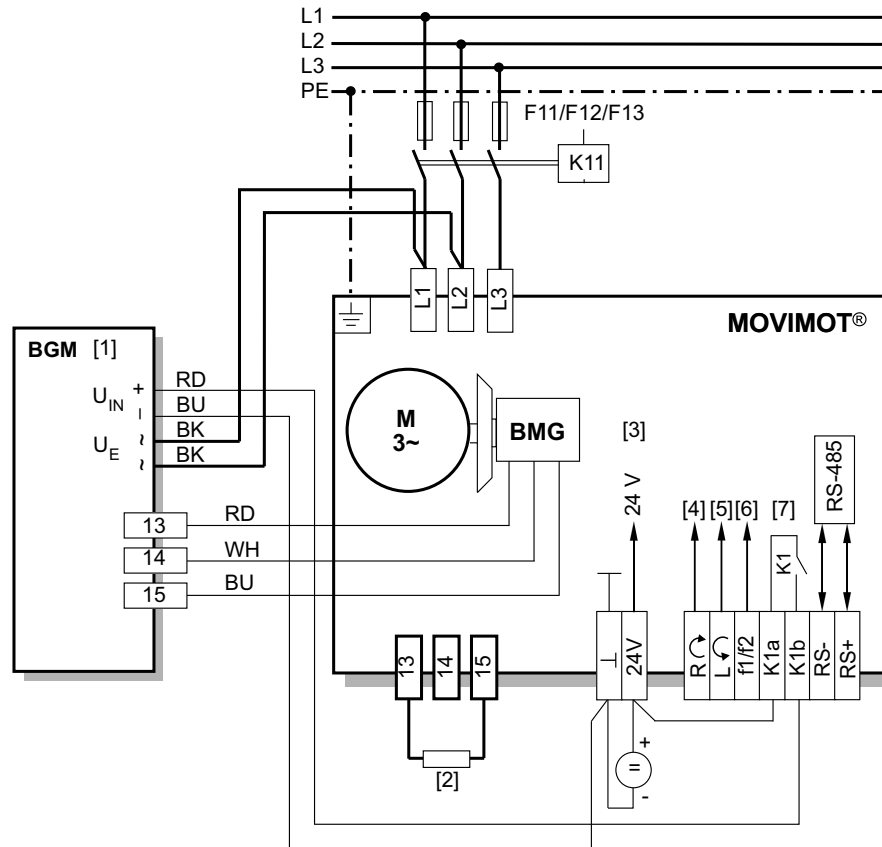 L1
L2
L3
PE
F11/F12/F13
K11
L1
L2
L3
MOVIMOT®
BGM [1]
U_IN + RD
− BU
U_E ~ BK
~ BK
M
3~
BMG
[3]
24 V
[4] [5] [6] [7]
RS-485
K1
13 RD
14 WH
15 BU
13
14
15
[2]
⊥
24V
R
L
f1/f2
K1a
K1b
RS-
RS+
+
=
-